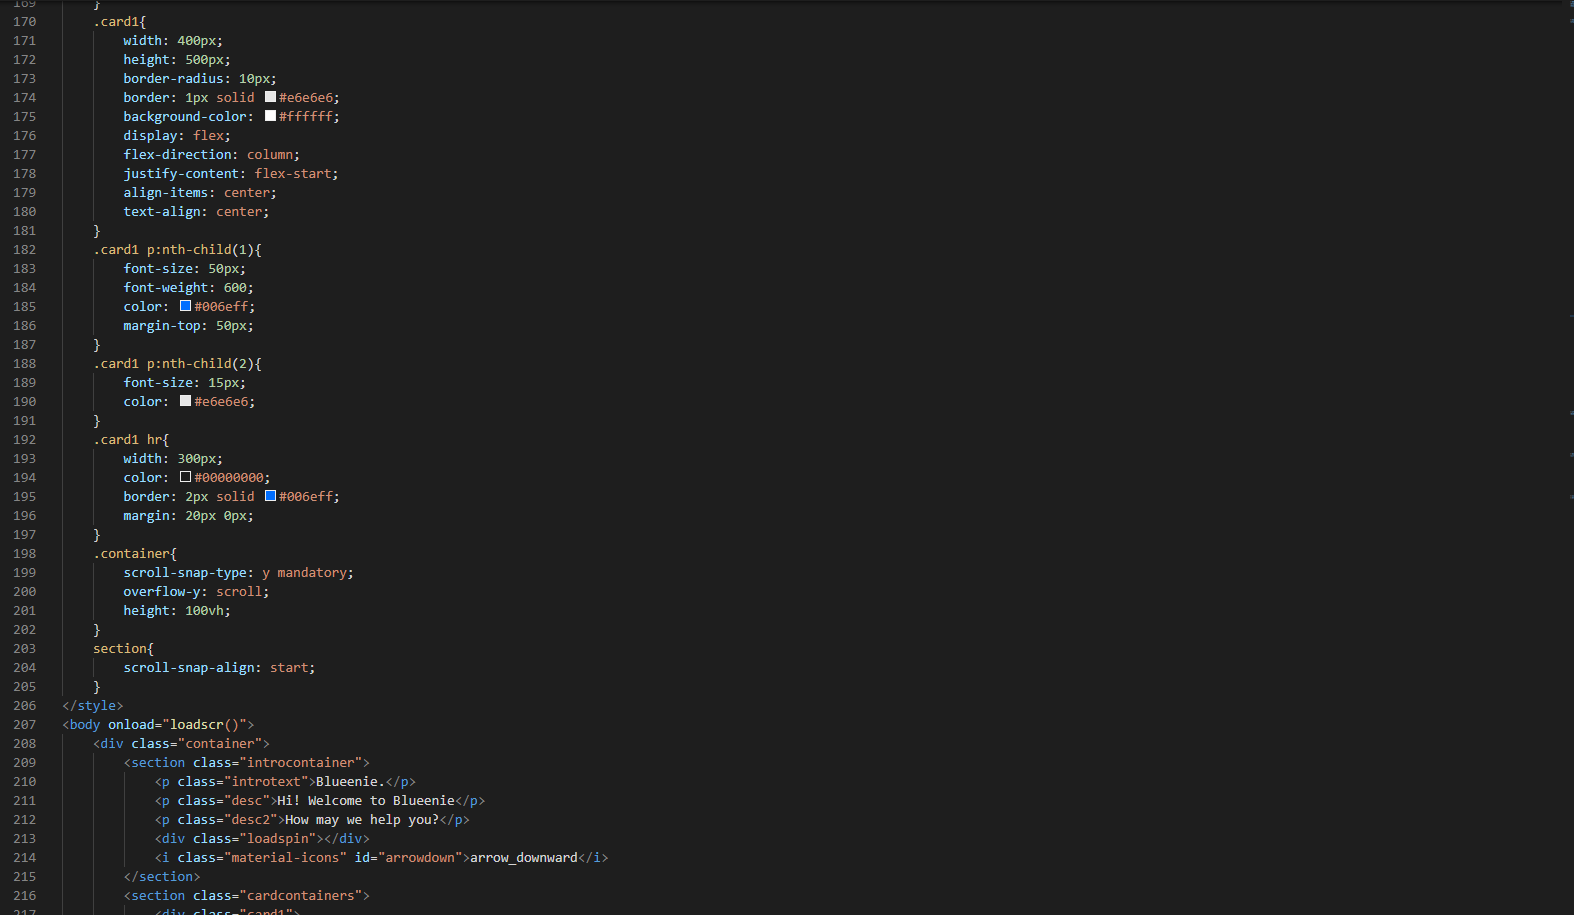 169 }
170 .card1{
171 width: 400px;
172 height: 500px;
173 border-radius: 10px;
174 border: 1px solid #e6e6e6;
175 background-color: #ffffff;
176 display: flex;
177 flex-direction: column;
178 justify-content: flex-start;
179 align-items: center;
180 text-align: center;
181 }
182 .card1 p:nth-child(1){
183 font-size: 50px;
184 font-weight: 600;
185 color: #006eff;
186 margin-top: 50px;
187 }
188 .card1 p:nth-child(2){
189 font-size: 15px;
190 color: #e6e6e6;
191 }
192 .card1 hr{
193 width: 300px;
194 color: #00000000;
195 border: 2px solid #006eff;
196 margin: 20px 0px;
197 }
198 .container{
199 scroll-snap-type: y mandatory;
200 overflow-y: scroll;
201 height: 100vh;
202 }
203 section{
204 scroll-snap-align: start;
205 }
206 </style>
207 <body onload="loadscr()">
208 <div class="container">
209 <section class="introcontainer">
210 <p class="introtext">Blueenie.</p>
211 <p class="desc">Hi! Welcome to Blueenie</p>
212 <p class="desc2">How may we help you?</p>
213 <div class="loadspin"></div>
214 <i class="material-icons" id="arrowdown">arrow_downward</i>
215 </section>
216 <section class="cardcontainers">
217 <div class="card1">